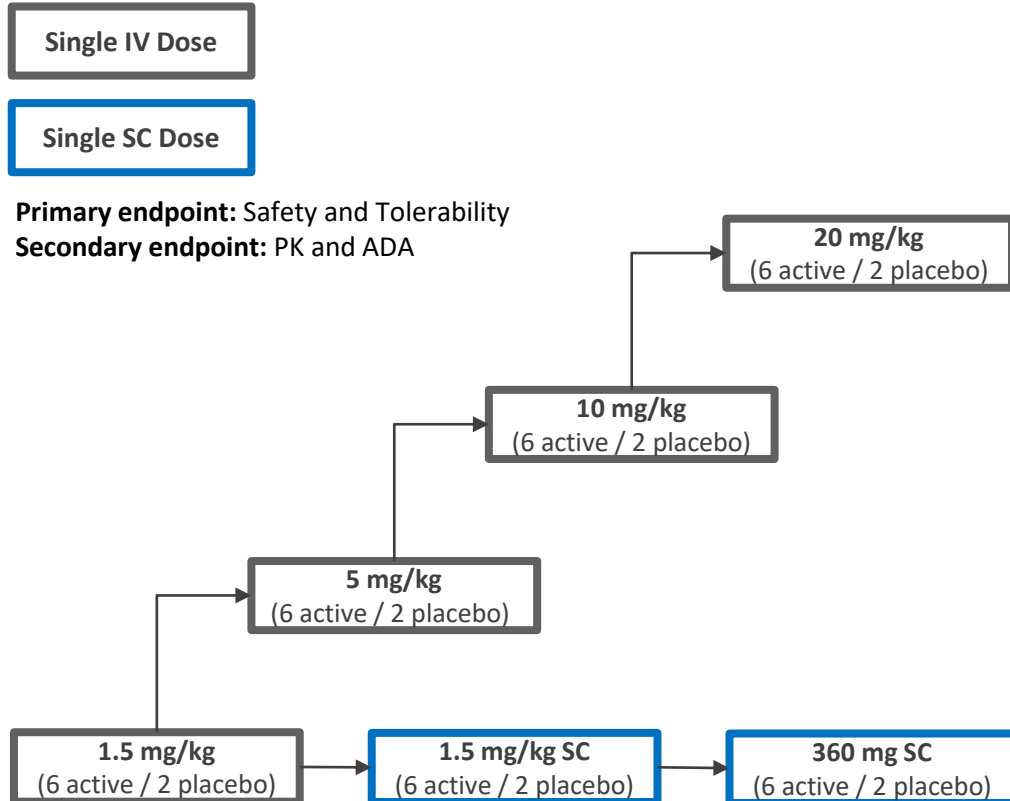 Single IV Dose
Single SC Dose
Primary endpoint: Safety and Tolerability
Secondary endpoint: PK and ADA
20 mg/kg
(6 active / 2 placebo)
10 mg/kg
(6 active / 2 placebo)
5 mg/kg
(6 active / 2 placebo)
1.5 mg/kg
(6 active / 2 placebo)
1.5 mg/kg SC
(6 active / 2 placebo)
360 mg SC
(6 active / 2 placebo)